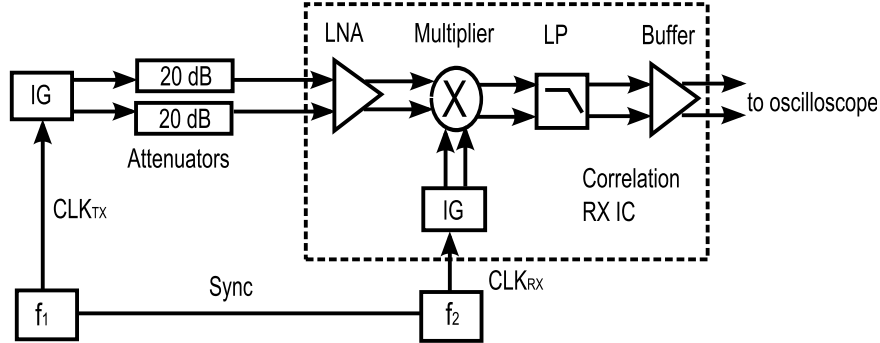 LNA
Multiplier
LP
Buffer
IG
20 dB
20 dB
Attenuators
X
to oscilloscope
IG
Correlation
RX IC
CLKTX
CLKRX
Sync
f1
f2